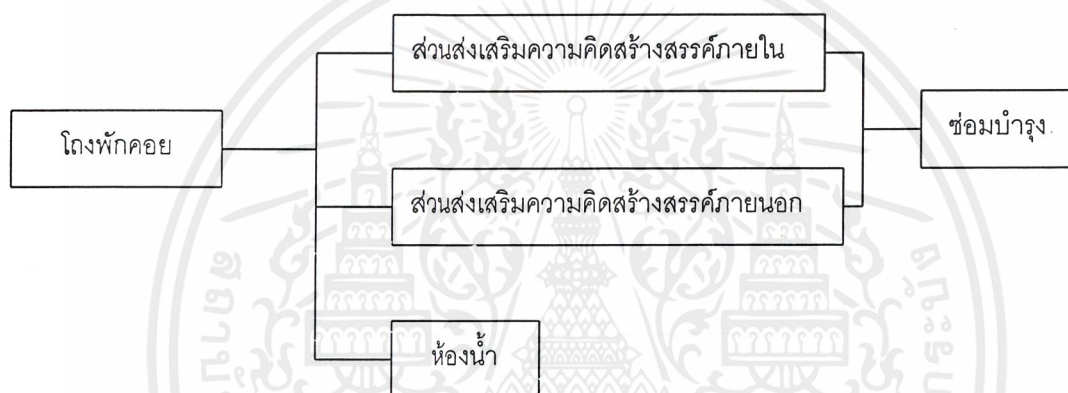 ส่วนส่งเสริมความคิดสร้างสรรค์ภายใน
โถงพักคอย
ซ่อมบำรุง
ส่วนส่งเสริมความคิดสร้างสรรค์ภายนอก
ห้องน้ำ